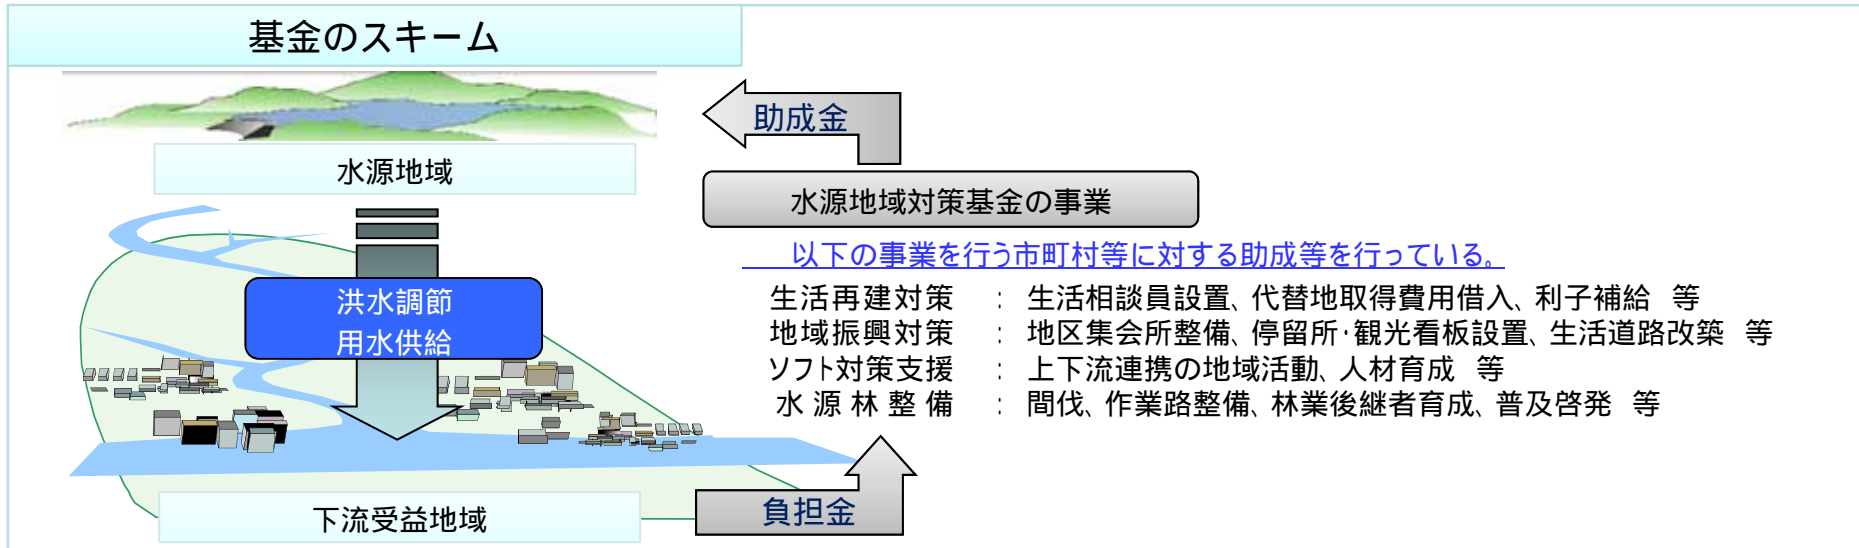 基金のスキーム
助成金
水源地域
水源地域対策基金の事業
以下の事業を行う市町村等に対する助成等を行っている。
洪水調節
用水供給
生活再建対策 : 生活相談員設置、代替地取得費用借入、利子補給 等
地域振興対策 : 地区集会所整備、停留所・観光看板設置、生活道路改築 等
ソフト対策支援 : 上下流連携の地域活動、人材育成 等
水源林整備 : 間伐、作業路整備、林業後継者育成、普及啓発 等
下流受益地域
負担金